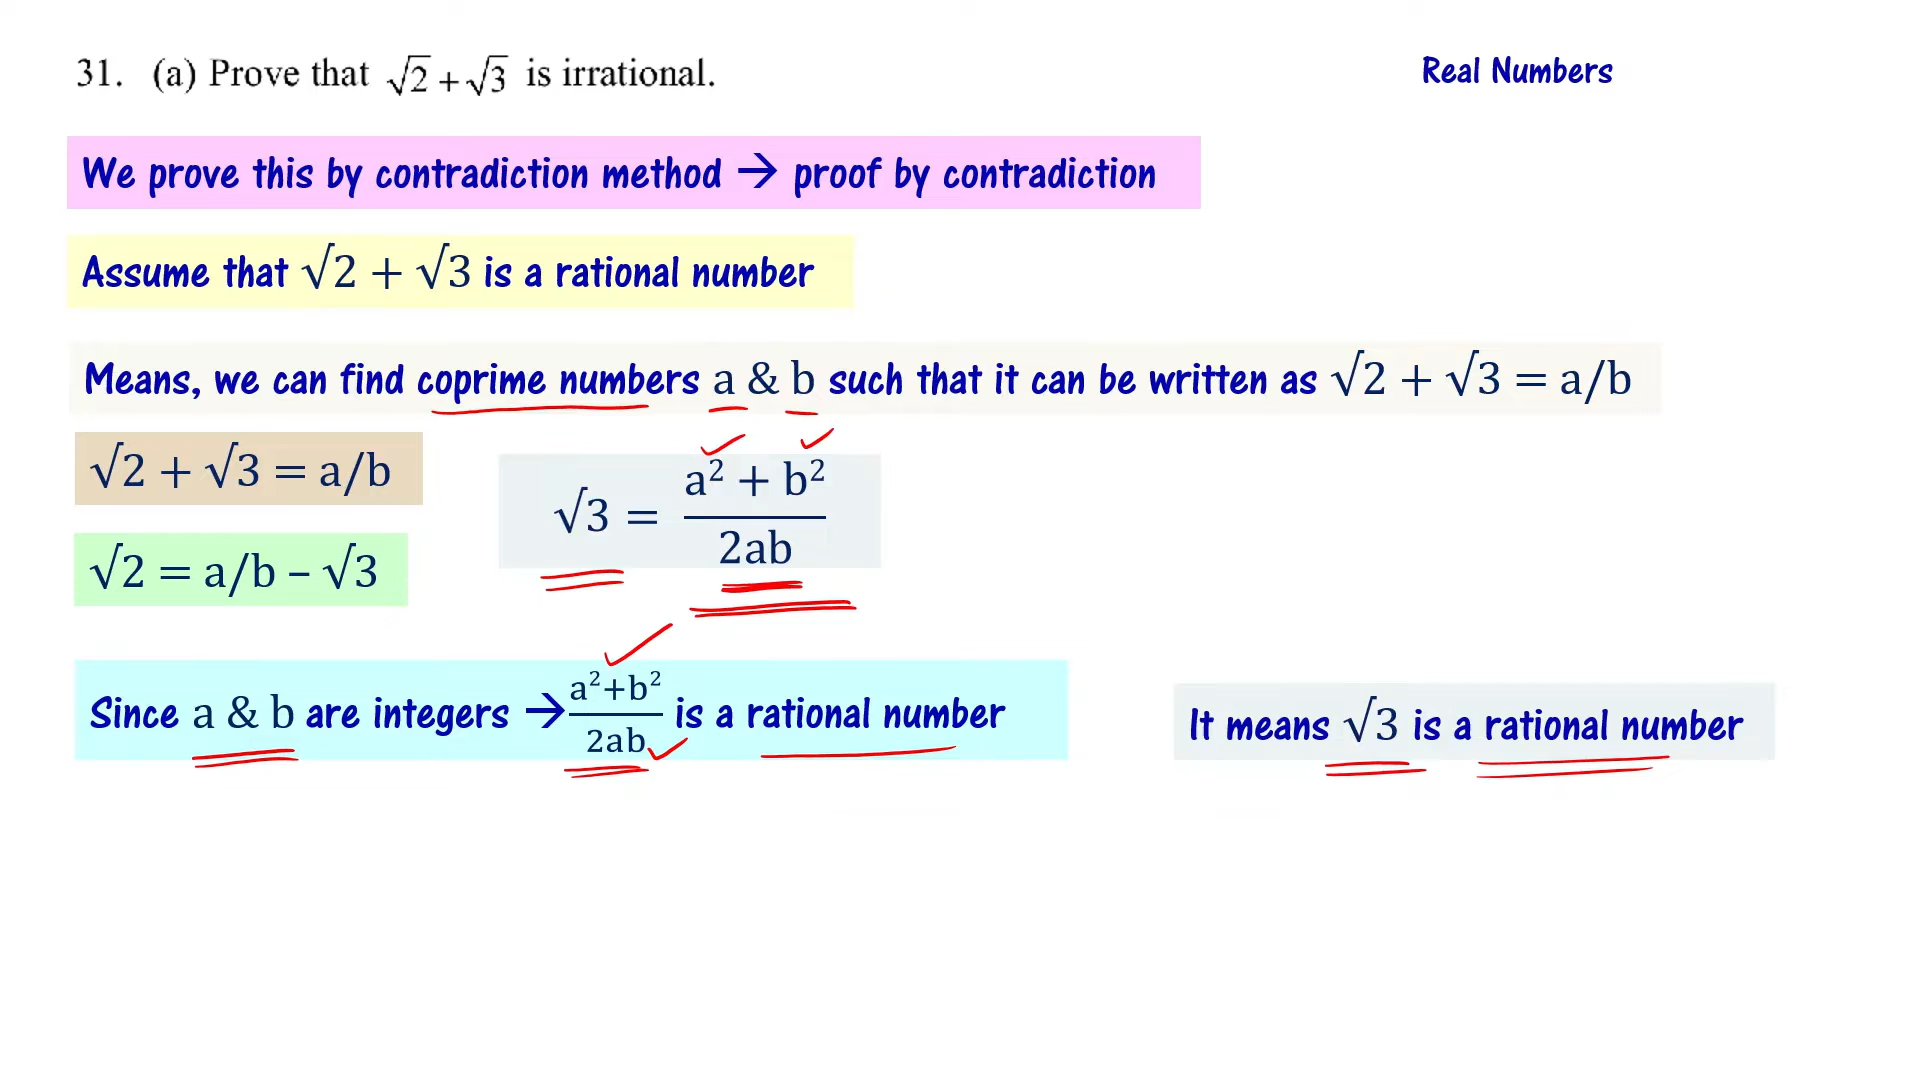 31. (a) Prove that √2 + √3 is irrational.
Real Numbers
We prove this by contradiction method → proof by contradiction
Assume that √2 + √3 is a rational number
Means, we can find coprime numbers a & b such that it can be written as √2 + √3 = a/b
√2 + √3 = a/b
√2 = a/b – √3
√3 = a² + b² / 2ab
Since a & b are integers → a²+b² / 2ab is a rational number
It means √3 is a rational number